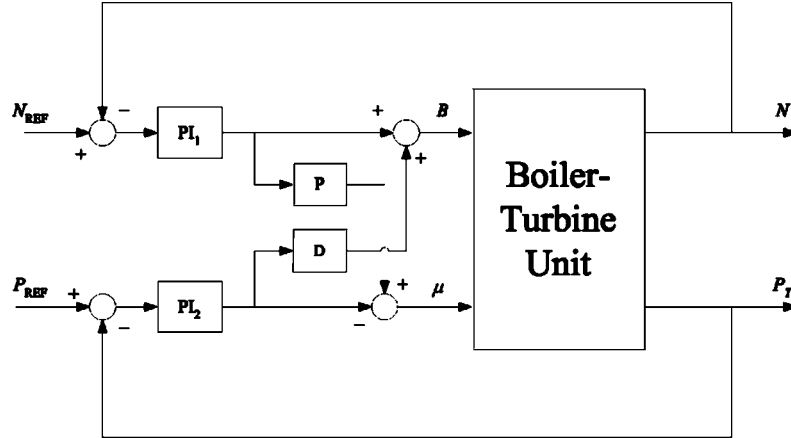 N_REF
+
−
PI₁
P
+
+
B
Boiler-
Turbine
Unit
N
P_REF
+
−
PI₂
D
−
+
μ
P_T